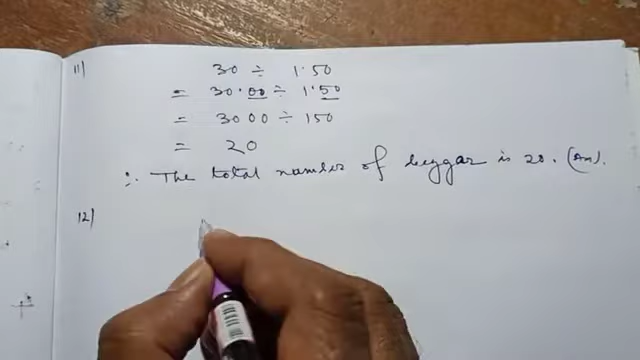 11) 30 ÷ 1.50
= 30.00 ÷ 1.50
= 3000 ÷ 150
= 20
∴ The total number of beggar is 20. (Ans).
12)